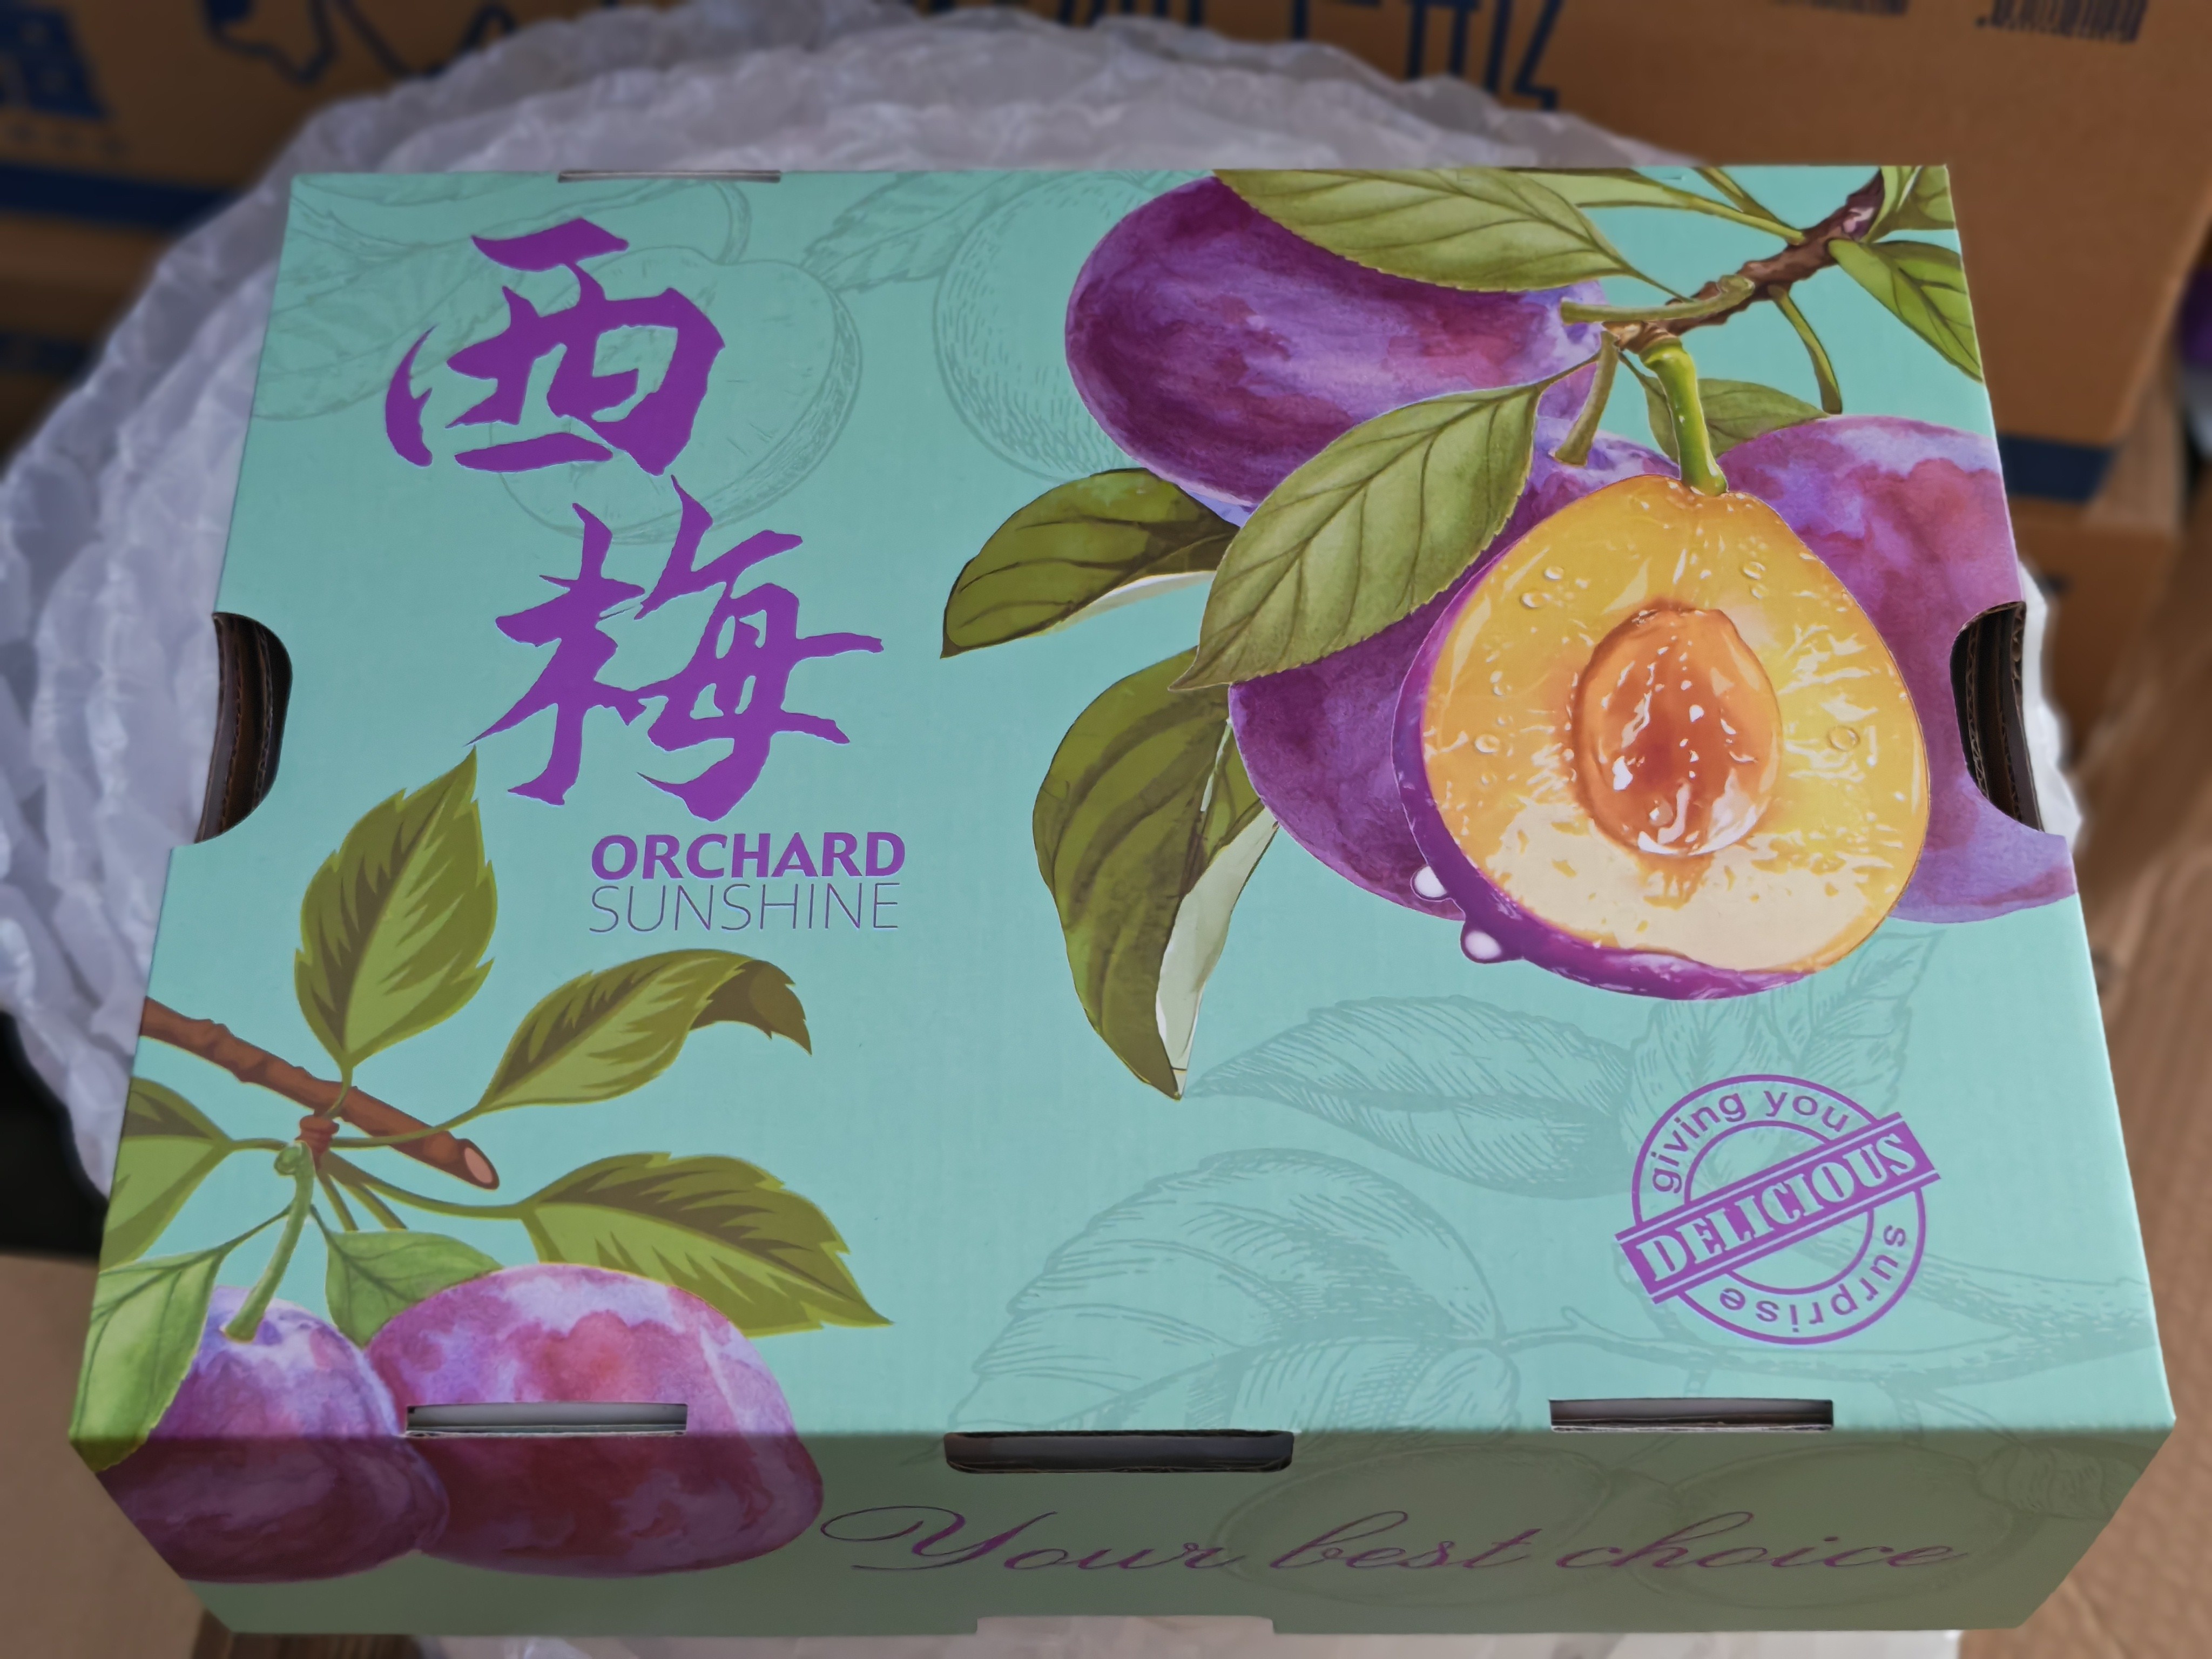 西
梅
ORCHARD
SUNSHINE
giving you
DELICIOUS
surprise
Your best choice